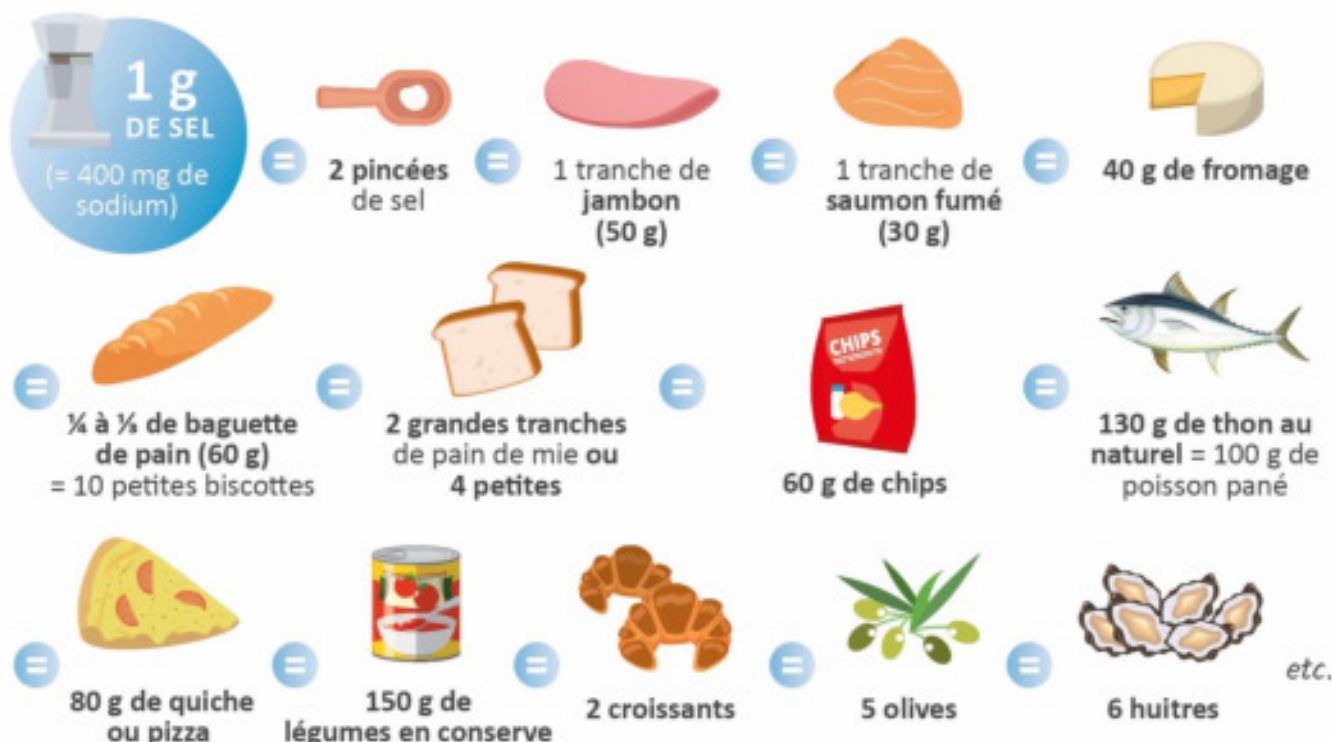 1 g
DE SEL
(= 400 mg de
sodium)
=
2 pincées
de sel
=
1 tranche de
jambon
(50 g)
=
1 tranche de
saumon fumé
(30 g)
=
40 g de fromage
=
¼ à ⅓ de baguette
de pain (60 g)
= 10 petites biscottes
=
2 grandes tranches
de pain de mie ou
4 petites
=
CHIPS
60 g de chips
=
130 g de thon au
naturel = 100 g de
poisson pané
=
80 g de quiche
ou pizza
=
150 g de
légumes en conserve
=
2 croissants
=
5 olives
=
6 huitres
etc.